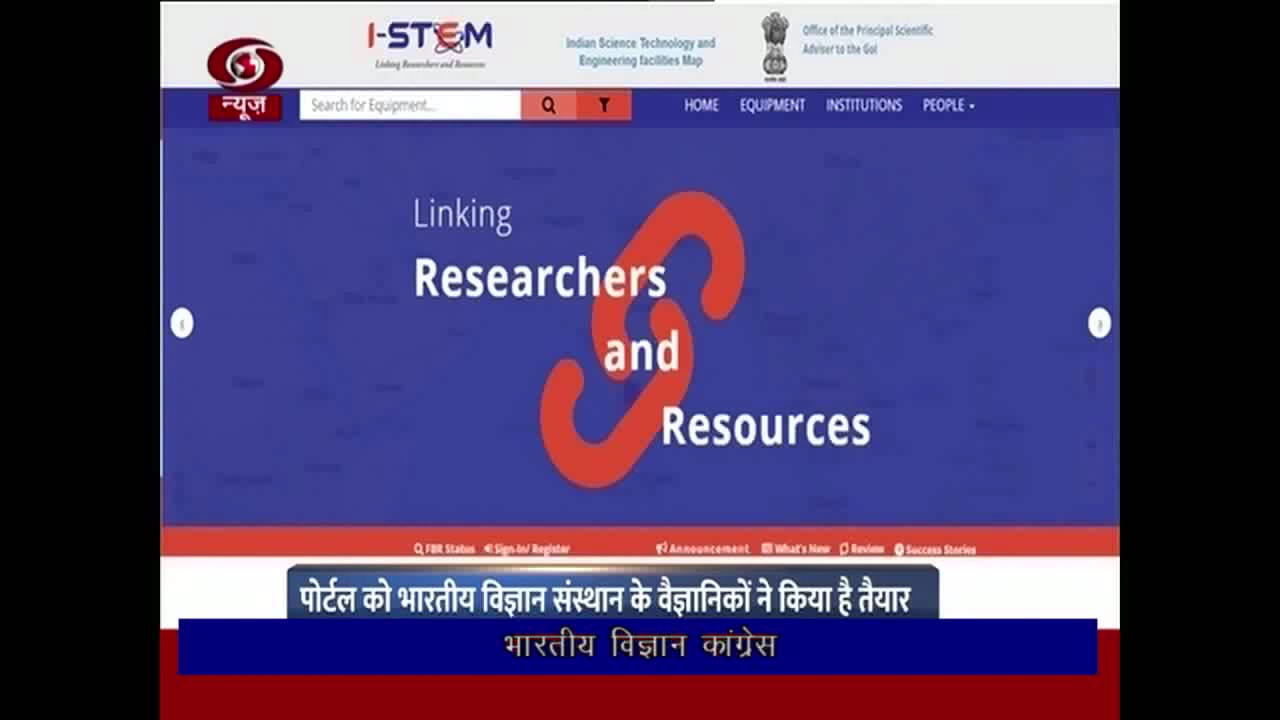 I-STEM
Linking Researchers and Resources
Indian Science Technology and
Engineering facilities Map
Office of the Principal Scientific
Adviser to the GoI
न्यूज़
Search for Equipment...
HOME EQUIPMENT INSTITUTIONS PEOPLE
Linking
Researchers
and
Resources
FBR Status Sign-In/ Register Announcement What's New Review Success Stories
पोर्टल को भारतीय विज्ञान संस्थान के वैज्ञानिकों ने किया है तैयार
भारतीय विज्ञान कांग्रेस